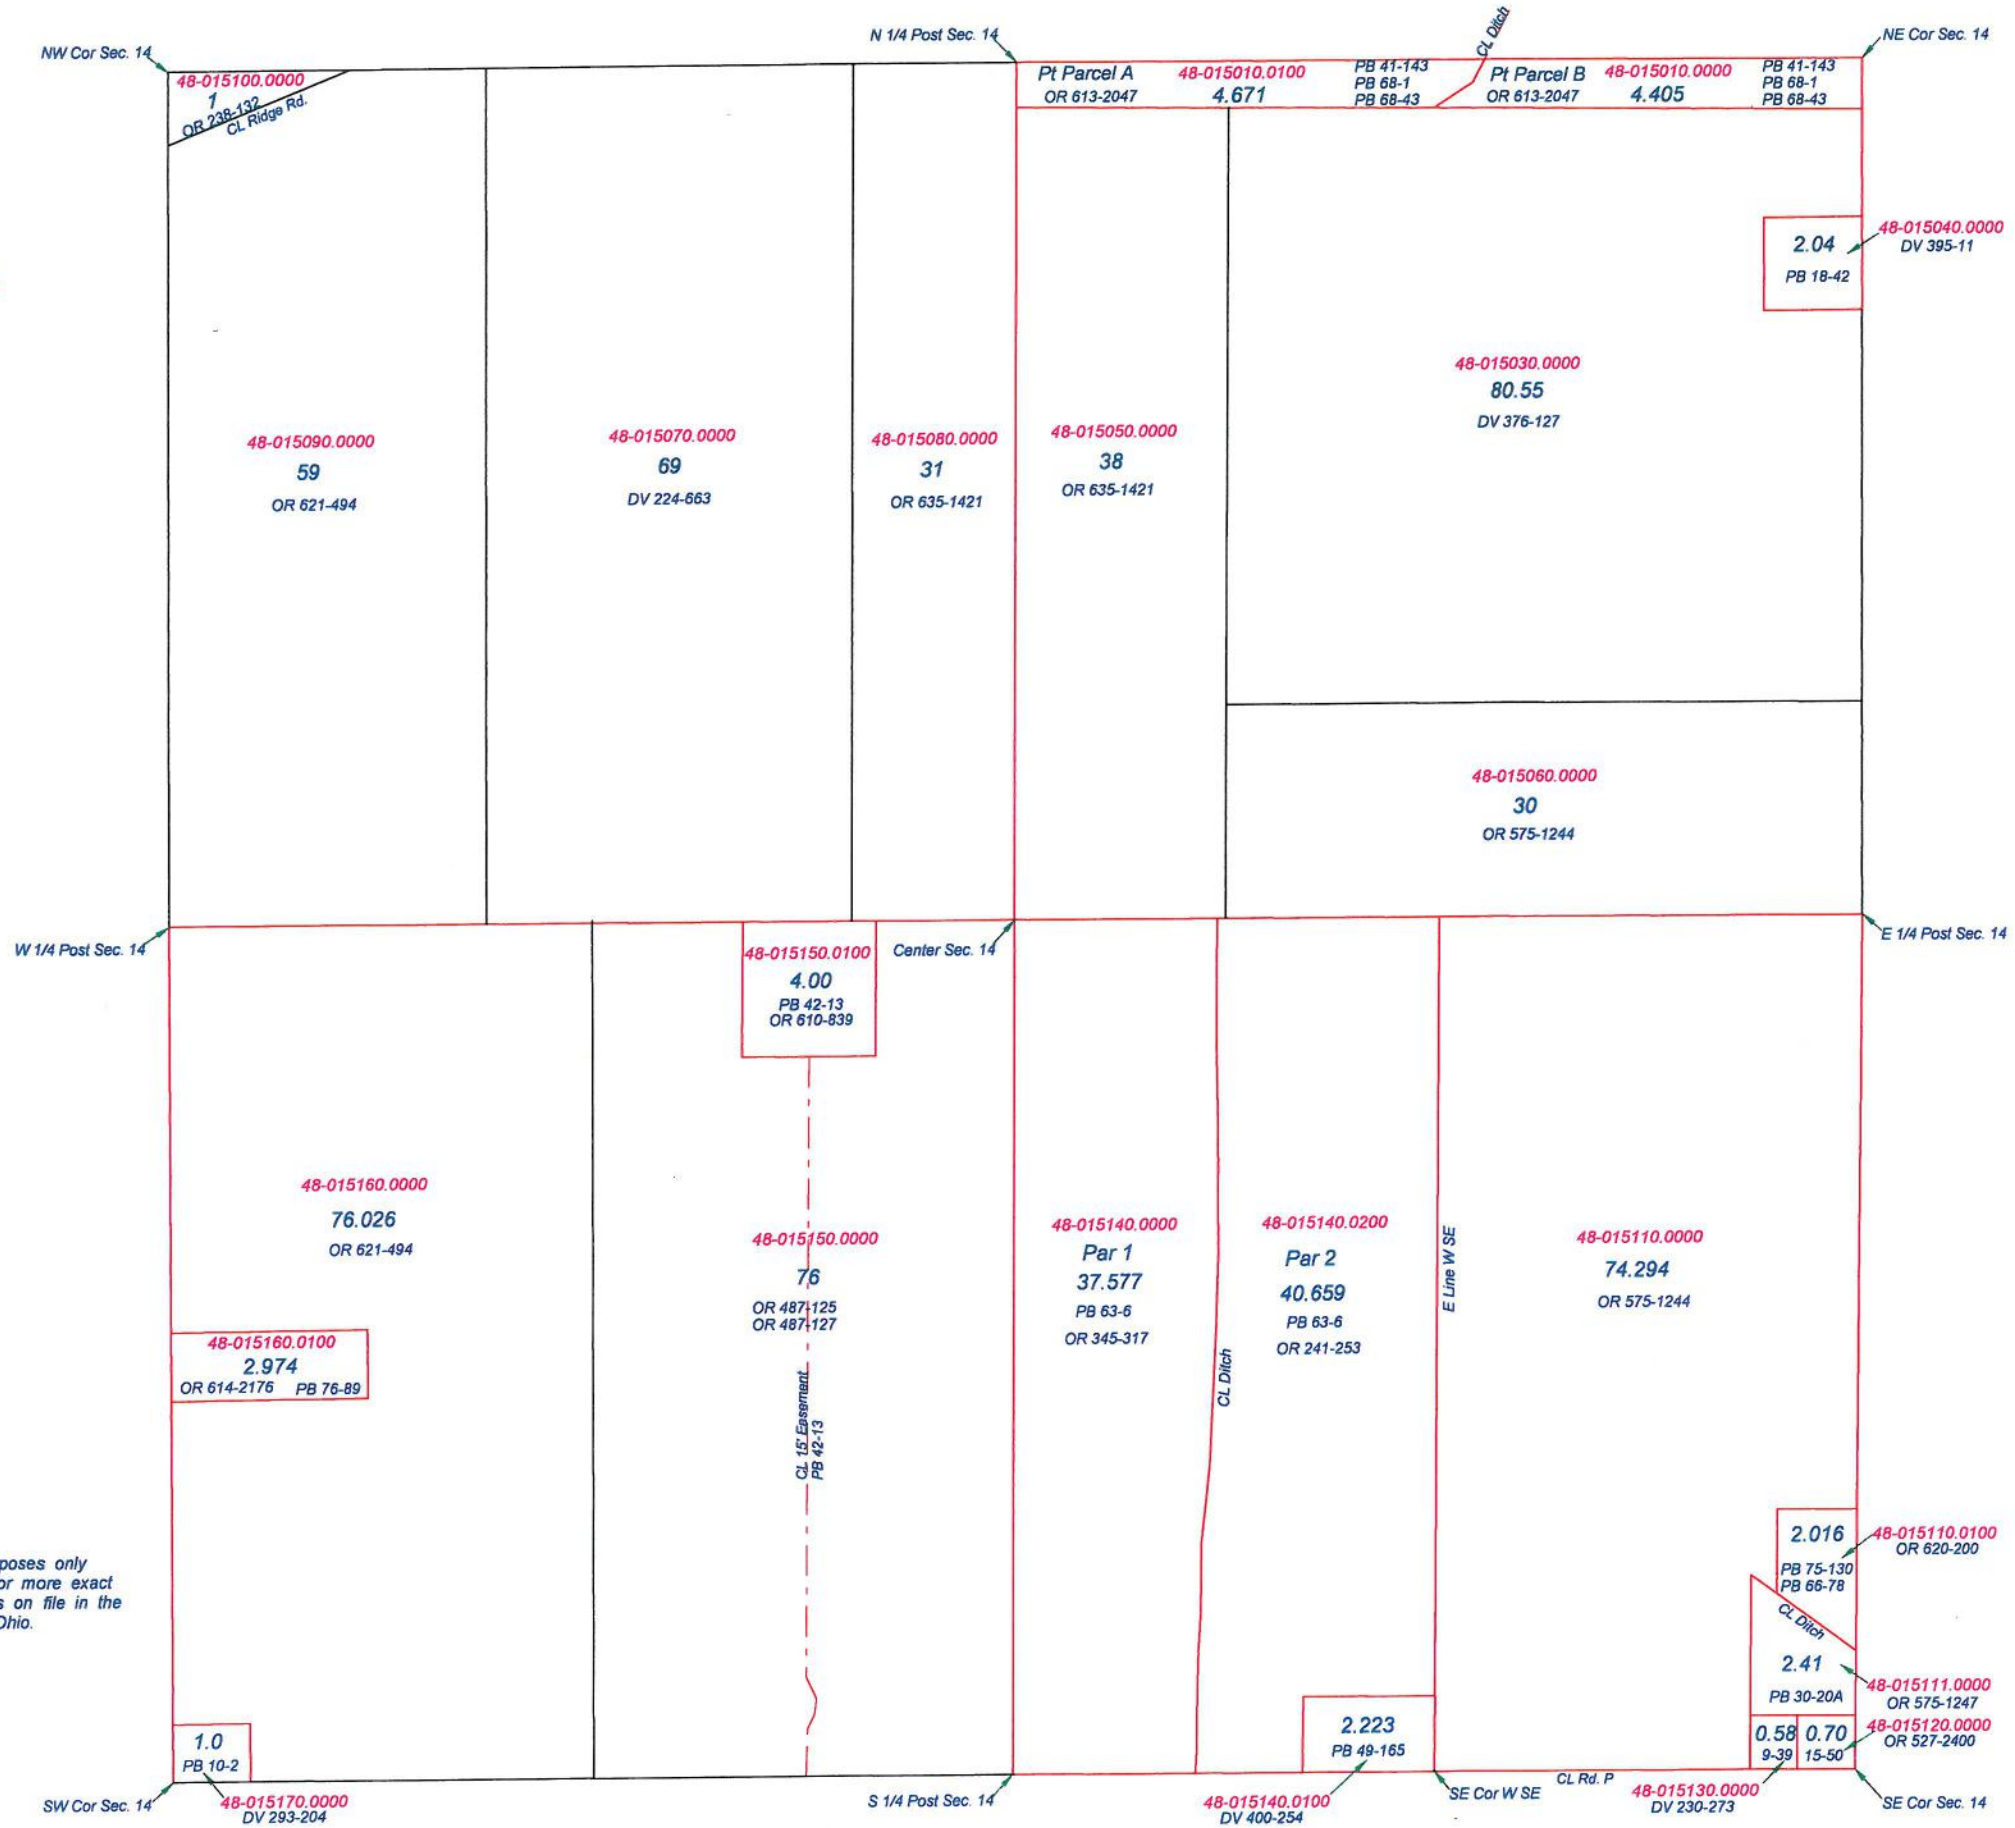 NW Cor Sec. 14
N 1/4 Post Sec. 14
CL Ditch
NE Cor Sec. 14
48-015100.0000
1
OR 238-132
CL Ridge Rd.
Pt Parcel A
OR 613-2047
48-015010.0100
4.671
PB 41-143
PB 68-1
PB 68-43
Pt Parcel B
OR 613-2047
48-015010.0000
4.405
PB 41-143
PB 68-1
PB 68-43
2.04
PB 18-42
48-015040.0000
DV 395-11
48-015090.0000
59
OR 621-494
48-015070.0000
69
DV 224-663
48-015080.0000
31
OR 635-1421
48-015050.0000
38
OR 635-1421
48-015030.0000
80.55
DV 376-127
48-015060.0000
30
OR 575-1244
W 1/4 Post Sec. 14
48-015150.0100
4.00
PB 42-13
OR 610-839
Center Sec. 14
E 1/4 Post Sec. 14
48-015160.0000
76.026
OR 621-494
48-015150.0000
76
OR 487-125
OR 487-127
CL 15' Easement
PB 42-13
48-015140.0000
Par 1
37.577
PB 63-6
OR 345-317
CL Ditch
48-015140.0200
Par 2
40.659
PB 63-6
OR 241-253
E Line W SE
48-015110.0000
74.294
OR 575-1244
48-015160.0100
2.974
OR 614-2176 PB 76-89
2.016
PB 75-130
PB 66-78
48-015110.0100
OR 620-200
CL Ditch
2.41
PB 30-20A
48-015111.0000
OR 575-1247
poses only
or more exact
s on file in the
Ohio.
1.0
PB 10-2
2.223
PB 49-165
0.58
9-39
0.70
15-50
48-015120.0000
OR 527-2400
SW Cor Sec. 14
48-015170.0000
DV 293-204
S 1/4 Post Sec. 14
48-015140.0100
DV 400-254
SE Cor W SE
CL Rd. P
48-015130.0000
DV 230-273
SE Cor Sec. 14